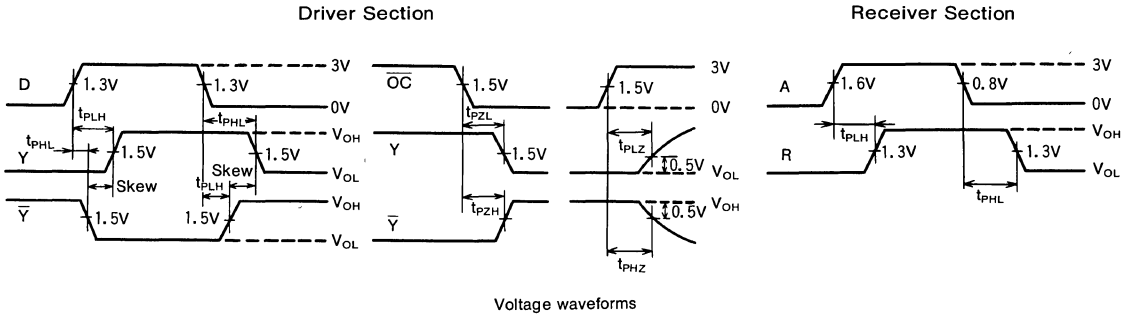 Driver Section
Receiver Section
D
1.3V
1.3V
3V
0V
tPLH
tPHL
tPHL
Y
1.5V
1.5V
VOH
VOL
Skew
tPLH
Skew
Y̅
1.5V
1.5V
VOH
VOL
O̅C̅
1.5V
1.5V
3V
0V
tPZL
tPLZ
Y
1.5V
0.5V
VOL
tPZH
Y̅
VOH
0.5V
tPHZ
A
1.6V
0.8V
3V
0V
tPLH
R
1.3V
1.3V
VOH
VOL
tPHL
Voltage waveforms